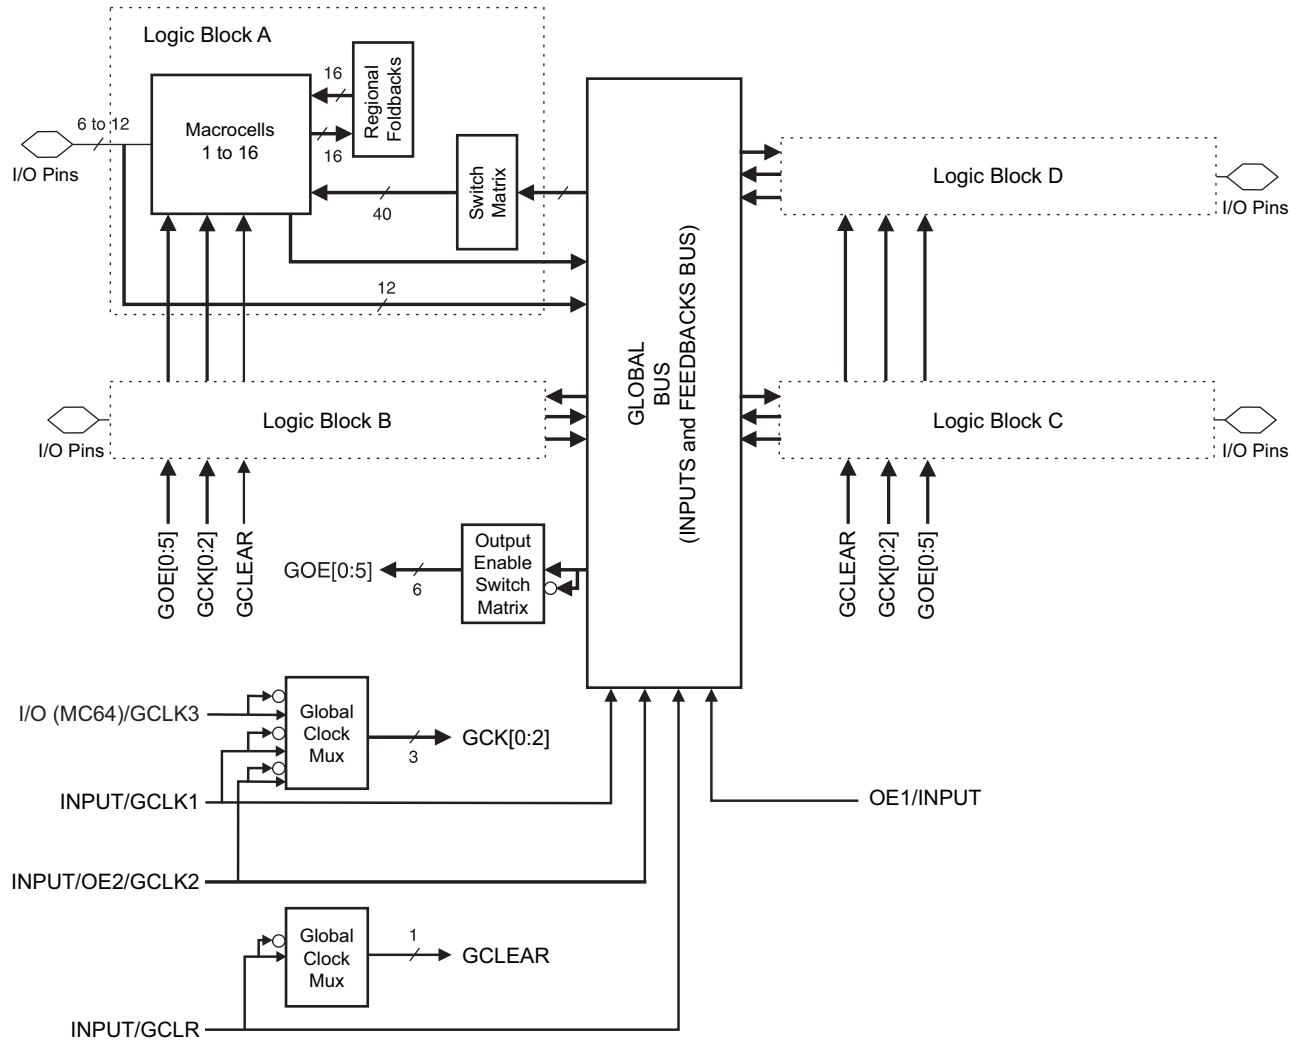 Logic Block A
16
Regional
Foldbacks
6 to 12
Macrocells
1 to 16
16
I/O Pins
Switch
Matrix
40
12
Logic Block D
I/O Pins
GLOBAL
BUS
(INPUTS and FEEDBACKS BUS)
Logic Block B
I/O Pins
Logic Block C
I/O Pins
GOE[0:5]
GCK[0:2]
GCLEAR
GCLEAR
GCK[0:2]
GOE[0:5]
Output
Enable
Switch
Matrix
GOE[0:5]
6
I/O (MC64)/GCLK3
Global
Clock
Mux
3
GCK[0:2]
INPUT/GCLK1
OE1/INPUT
INPUT/OE2/GCLK2
Global
Clock
Mux
1
GCLEAR
INPUT/GCLR